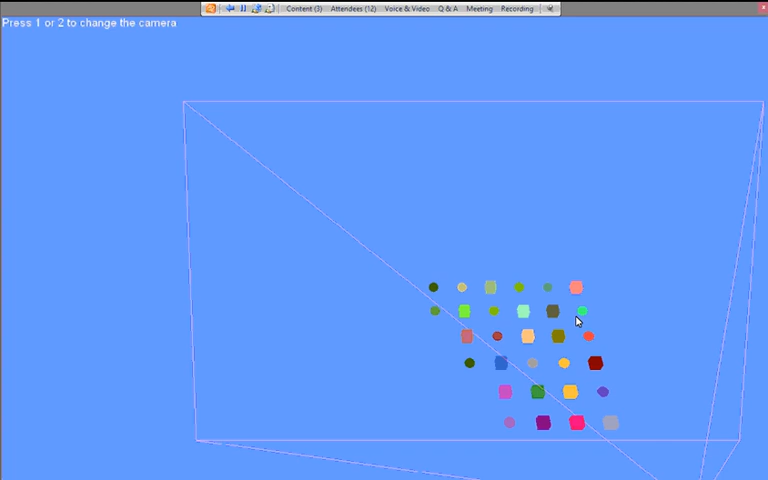 Content (3) Attendees (12) Voice & Video Q & A Meeting Recording
Press 1 or 2 to change the camera